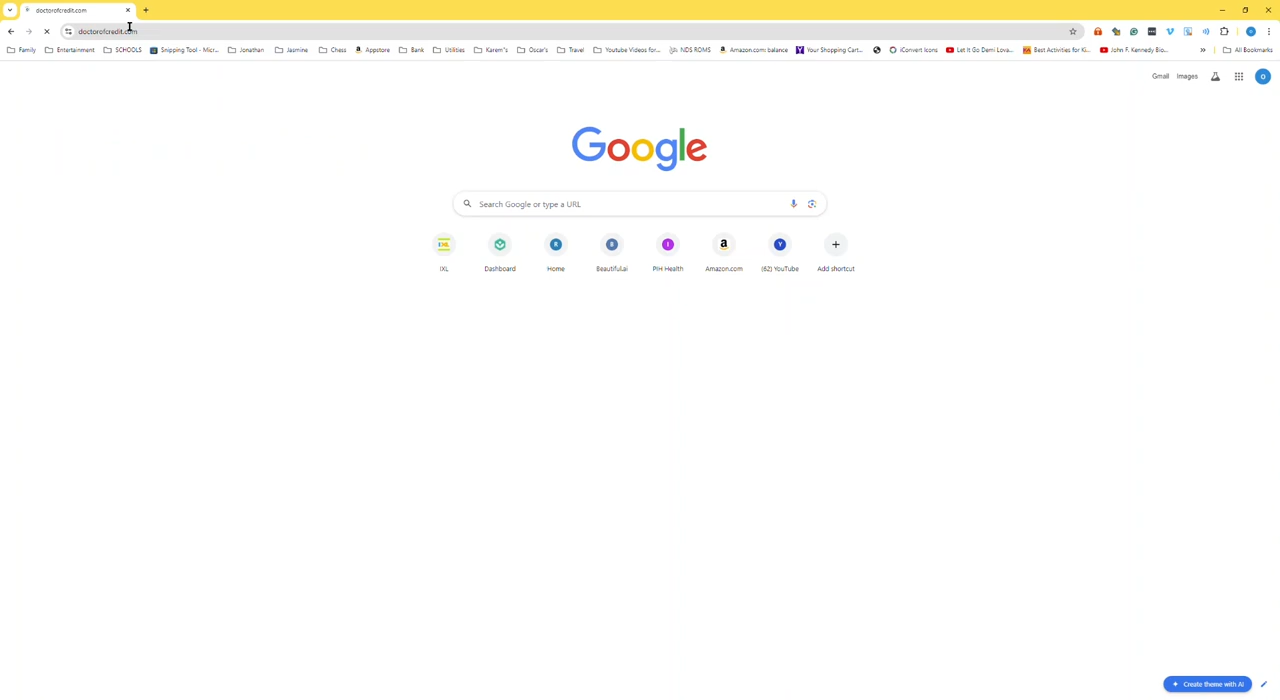 doctorofcredit.com
doctorofcredit.com
Family Entertainment SCHOOLS Snipping Tool - Micr... Jonathan Jasmine Chess Appstore Bank Utilities Karem's Oscar's Travel Youtube Videos for... NDS ROMS Amazon.com: balance Your Shopping Cart... iConvert Icons Let It Go Demi Lova... Best Activities for Ki... John F. Kennedy Bio... » All Bookmarks
Gmail Images O
Google
Search Google or type a URL
IXL R B I a Y
IXL Dashboard Home Beautiful.ai PIH Health Amazon.com (62) YouTube Add shortcut
Create theme with AI